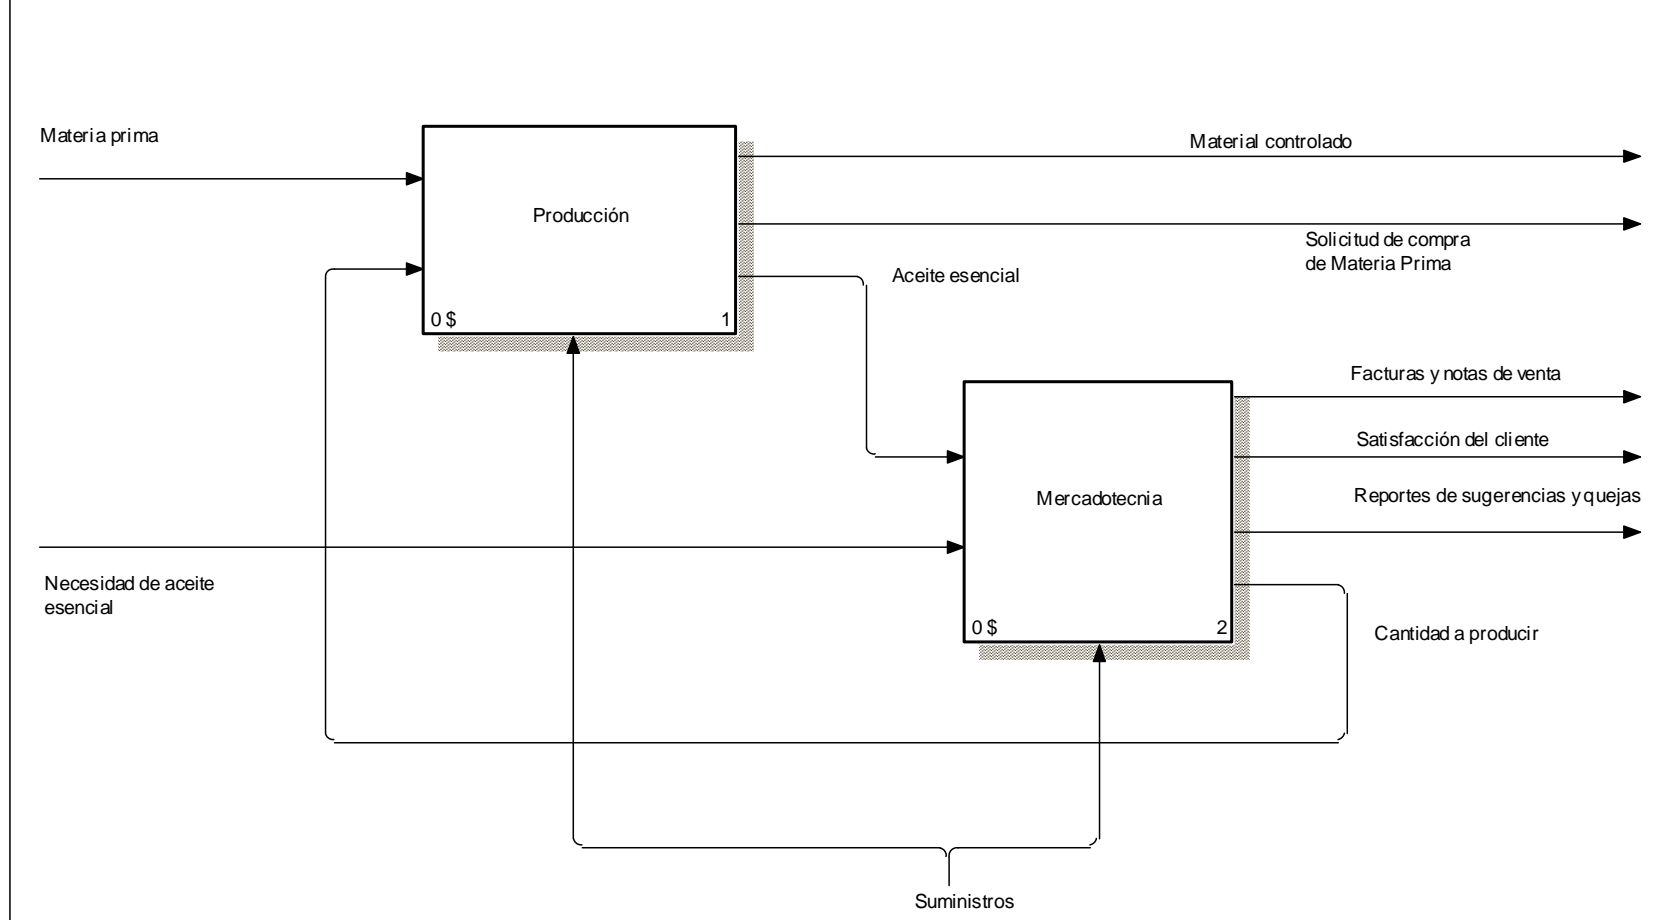 Materia prima
Material controlado
Producción
Solicitud de compra
de Materia Prima
Aceite esencial
0 $
1
Facturas y notas de venta
Satisfacción del cliente
Reportes de sugerencias y quejas
Mercadotecnia
Necesidad de aceite
esencial
0 $
2
Cantidad a producir
Suministros